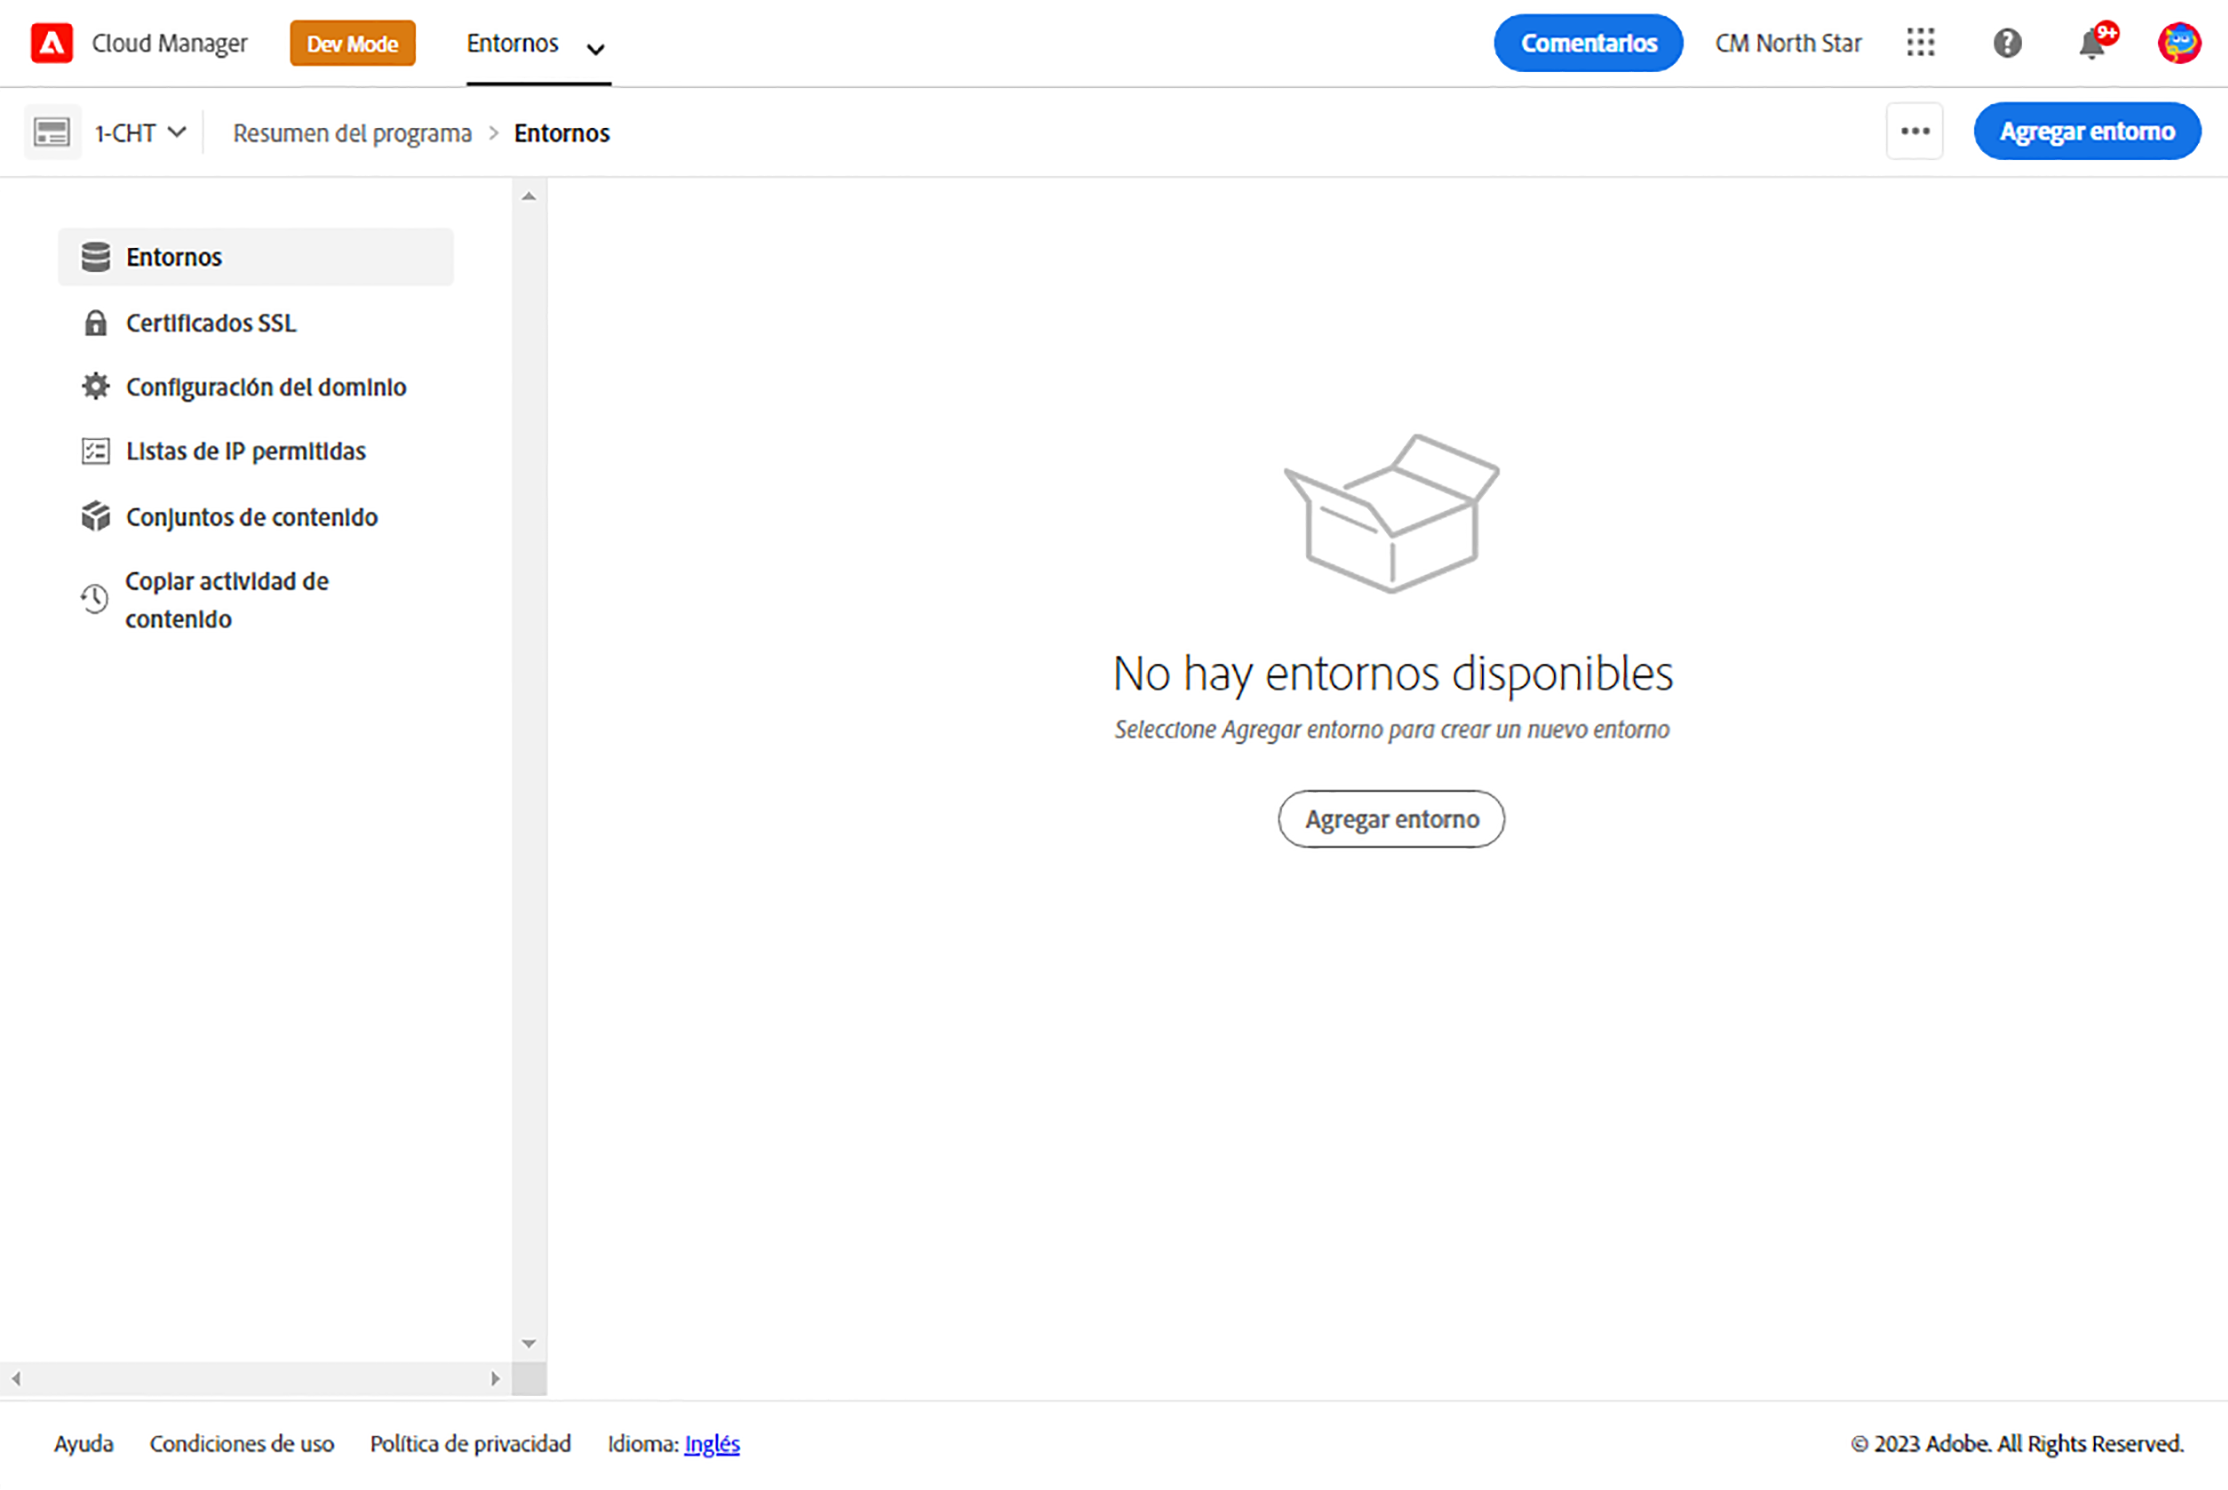 Cloud Manager
Dev Mode
Entornos
Comentarios
CM North Star
9+
1-CHT
Resumen del programa > Entornos
Agregar entorno
Entornos
Certificados SSL
Configuración del dominio
Listas de IP permitidas
Conjuntos de contenido
Copiar actividad de
contenido
No hay entornos disponibles
Seleccione Agregar entorno para crear un nuevo entorno
Agregar entorno
Ayuda
Condiciones de uso
Política de privacidad
Idioma: Inglés
© 2023 Adobe. All Rights Reserved.